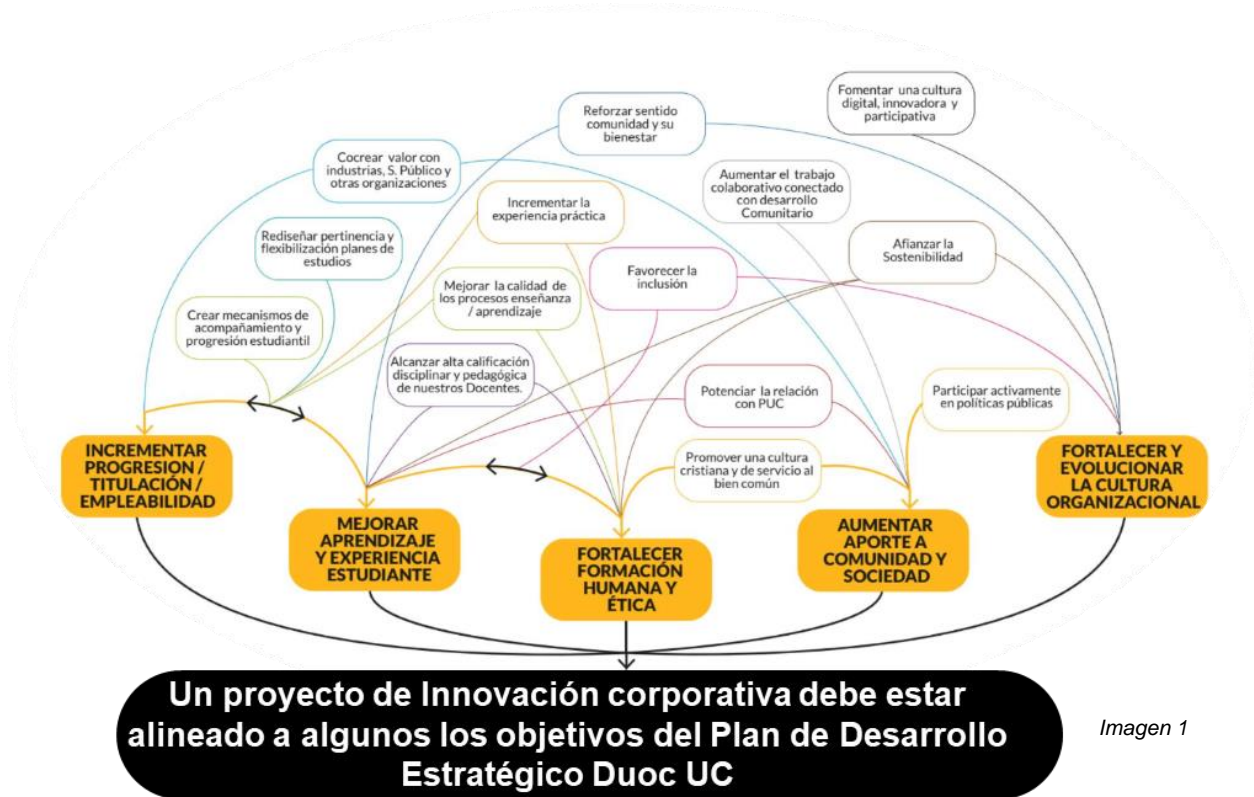 Fomentar una cultura
digital, innovadora y
participativa
Reforzar sentido
comunidad y su
bienestar
Cocrear valor con
industrias, S. Público y
otras organizaciones
Aumentar el trabajo
colaborativo conectado
con desarrollo
Comunitario
Incrementar la
experiencia práctica
Rediseñar pertinencia y
flexibilización planes de
estudios
Afianzar la
Sostenibilidad
Favorecer la
inclusión
Mejorar la calidad de
los procesos enseñanza
/ aprendizaje
Crear mecanismos de
acompañamiento y
progresión estudiantil
Alcanzar alta calificación
disciplinar y pedagógica
de nuestros Docentes.
Potenciar la relación
con PUC
Participar activamente
en políticas públicas
Promover una cultura
cristiana y de servicio al
bien común
INCREMENTAR
PROGRESION /
TITULACIÓN /
EMPLEABILIDAD
MEJORAR
APRENDIZAJE
Y EXPERIENCIA
ESTUDIANTE
FORTALECER
FORMACIÓN
HUMANA Y
ÉTICA
AUMENTAR
APORTE A
COMUNIDAD Y
SOCIEDAD
FORTALECER Y
EVOLUCIONAR
LA CULTURA
ORGANIZACIONAL
Un proyecto de Innovación corporativa debe estar
alineado a algunos los objetivos del Plan de Desarrollo
Estratégico Duoc UC
Imagen 1